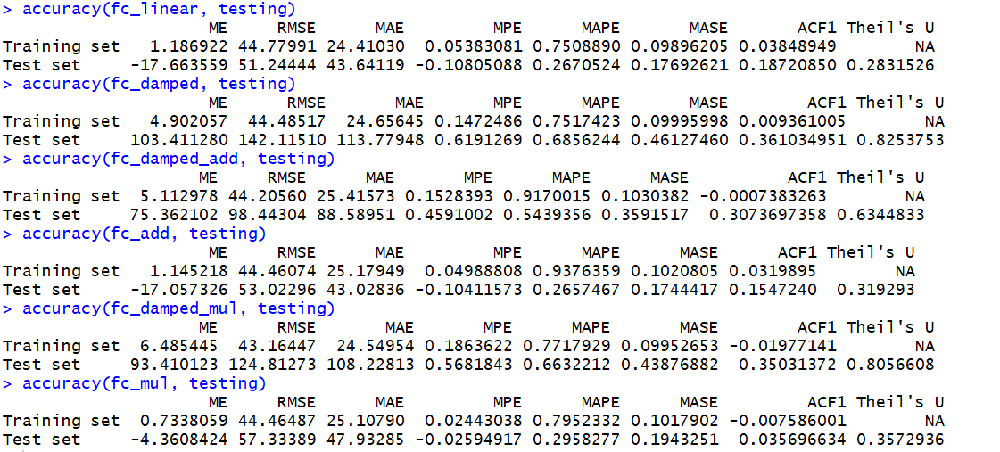 > accuracy(fc_linear, testing)
ME RMSE MAE MPE MAPE MASE ACF1 Theil's U
Training set 1.186922 44.77991 24.41030 0.05383081 0.7508890 0.09896205 0.03848949 NA
Test set -17.663559 51.24444 43.64119 -0.10805088 0.2670524 0.17692621 0.18720850 0.2831526
> accuracy(fc_damped, testing)
ME RMSE MAE MPE MAPE MASE ACF1 Theil's U
Training set 4.902057 44.48517 24.65645 0.1472486 0.7517423 0.09995998 0.009361005 NA
Test set 103.411280 142.11510 113.77948 0.6191269 0.6856244 0.46127460 0.361034951 0.8253753
> accuracy(fc_damped_add, testing)
ME RMSE MAE MPE MAPE MASE ACF1 Theil's U
Training set 5.112978 44.20560 25.41573 0.1528393 0.9170015 0.1030382 -0.0007383263 NA
Test set 75.362102 98.44304 88.58951 0.4591002 0.5439356 0.3591517 0.3073697358 0.6344833
> accuracy(fc_add, testing)
ME RMSE MAE MPE MAPE MASE ACF1 Theil's U
Training set 1.145218 44.46074 25.17949 0.04988808 0.9376359 0.1020805 0.0319895 NA
Test set -17.057326 53.02296 43.02836 -0.10411573 0.2657467 0.1744417 0.1547240 0.319293
> accuracy(fc_damped_mul, testing)
ME RMSE MAE MPE MAPE MASE ACF1 Theil's U
Training set 6.485445 43.16447 24.54954 0.1863622 0.7717929 0.09952653 -0.01977141 NA
Test set 93.410123 124.81273 108.22813 0.5681843 0.6632212 0.43876882 0.35031372 0.8056608
> accuracy(fc_mul, testing)
ME RMSE MAE MPE MAPE MASE ACF1 Theil's U
Training set 0.7338059 44.46487 25.10790 0.02443038 0.7952332 0.1017902 -0.007586001 NA
Test set -4.3608424 57.33389 47.93285 -0.02594917 0.2958277 0.1943251 0.035696634 0.3572936